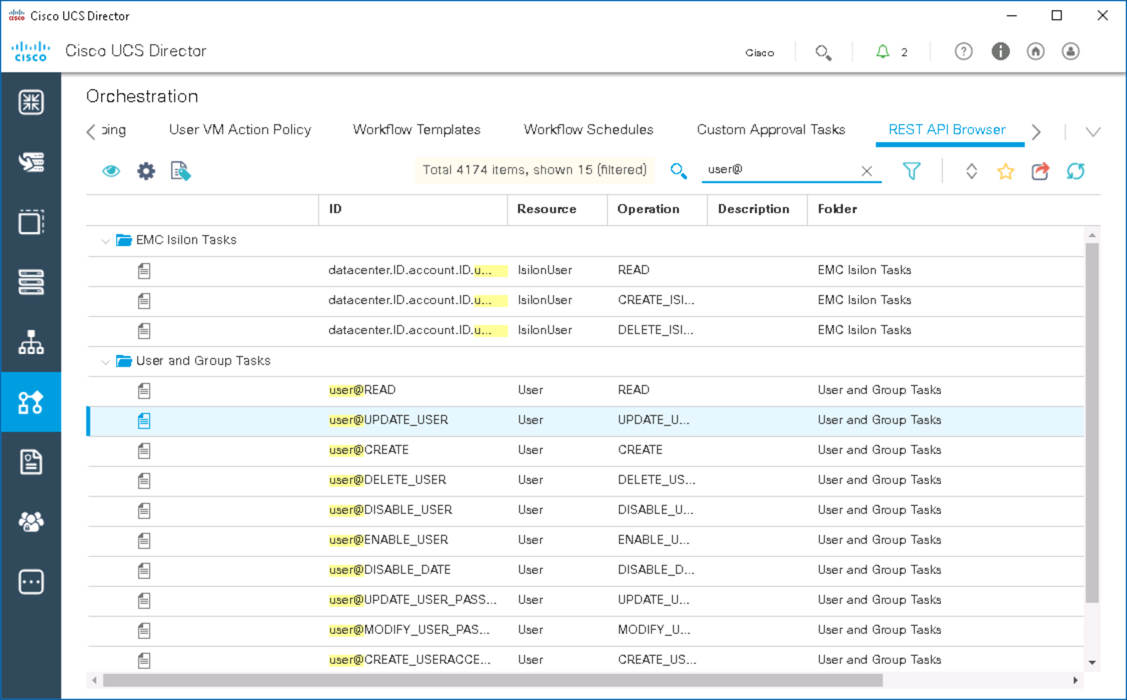 cisco Cisco UCS Director
cisco Cisco UCS Director Cisco 2
Orchestration
ping User VM Action Policy Workflow Templates Workflow Schedules Custom Approval Tasks REST API Browser
Total 4174 items, shown 15 (filtered) user@
ID Resource Operation Description Folder
EMC Isilon Tasks
datacenter.ID.account.ID.u... IsilonUser READ EMC Isilon Tasks
datacenter.ID.account.ID.u... IsilonUser CREATE_ISI... EMC Isilon Tasks
datacenter.ID.account.ID.u... IsilonUser DELETE_ISI... EMC Isilon Tasks
User and Group Tasks
user@READ User READ User and Group Tasks
user@UPDATE_USER User UPDATE_U... User and Group Tasks
user@CREATE User CREATE User and Group Tasks
user@DELETE_USER User DELETE_US... User and Group Tasks
user@DISABLE_USER User DISABLE_U... User and Group Tasks
user@ENABLE_USER User ENABLE_U... User and Group Tasks
user@DISABLE_DATE User DISABLE_D... User and Group Tasks
user@UPDATE_USER_PASS... User UPDATE_U... User and Group Tasks
user@MODIFY_USER_PAS... User MODIFY_U... User and Group Tasks
user@CREATE_USERACCE... User CREATE_US... User and Group Tasks